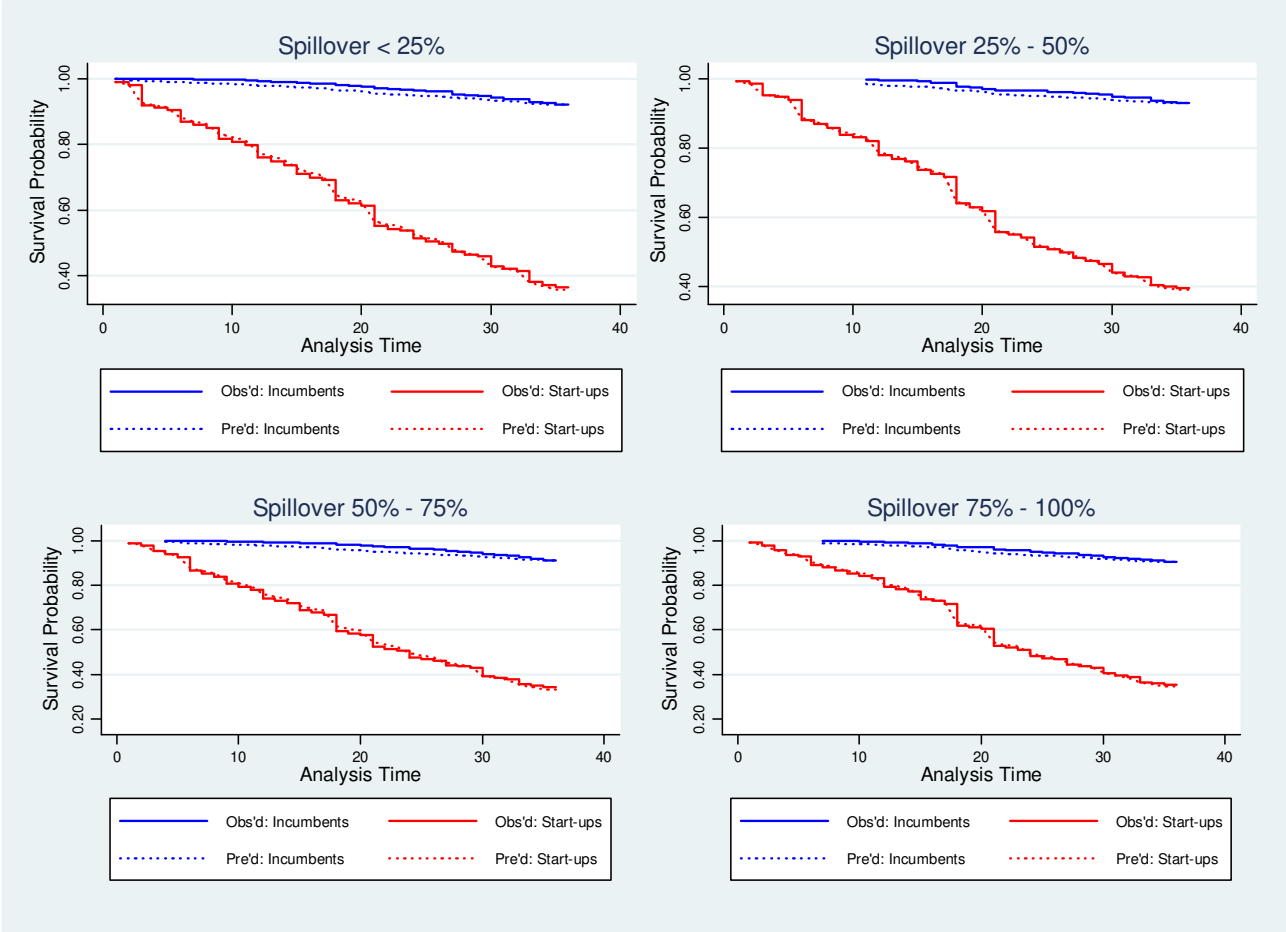 Spillover < 25%
Survival Probability
1.00
0.80
0.60
0.40
0 10 20 30 40
Analysis Time
Obs'd: Incumbents Obs'd: Start-ups
Pre'd: Incumbents Pre'd: Start-ups
Spillover 25% - 50%
Survival Probability
1.00
0.80
0.60
0.40
0 10 20 30 40
Analysis Time
Obs'd: Incumbents Obs'd: Start-ups
Pre'd: Incumbents Pre'd: Start-ups
Spillover 50% - 75%
Survival Probability
1.00
0.80
0.60
0.40
0.20
0 10 20 30 40
Analysis Time
Obs'd: Incumbents Obs'd: Start-ups
Pre'd: Incumbents Pre'd: Start-ups
Spillover 75% - 100%
Survival Probability
1.00
0.80
0.60
0.40
0.20
0 10 20 30 40
Analysis Time
Obs'd: Incumbents Obs'd: Start-ups
Pre'd: Incumbents Pre'd: Start-ups